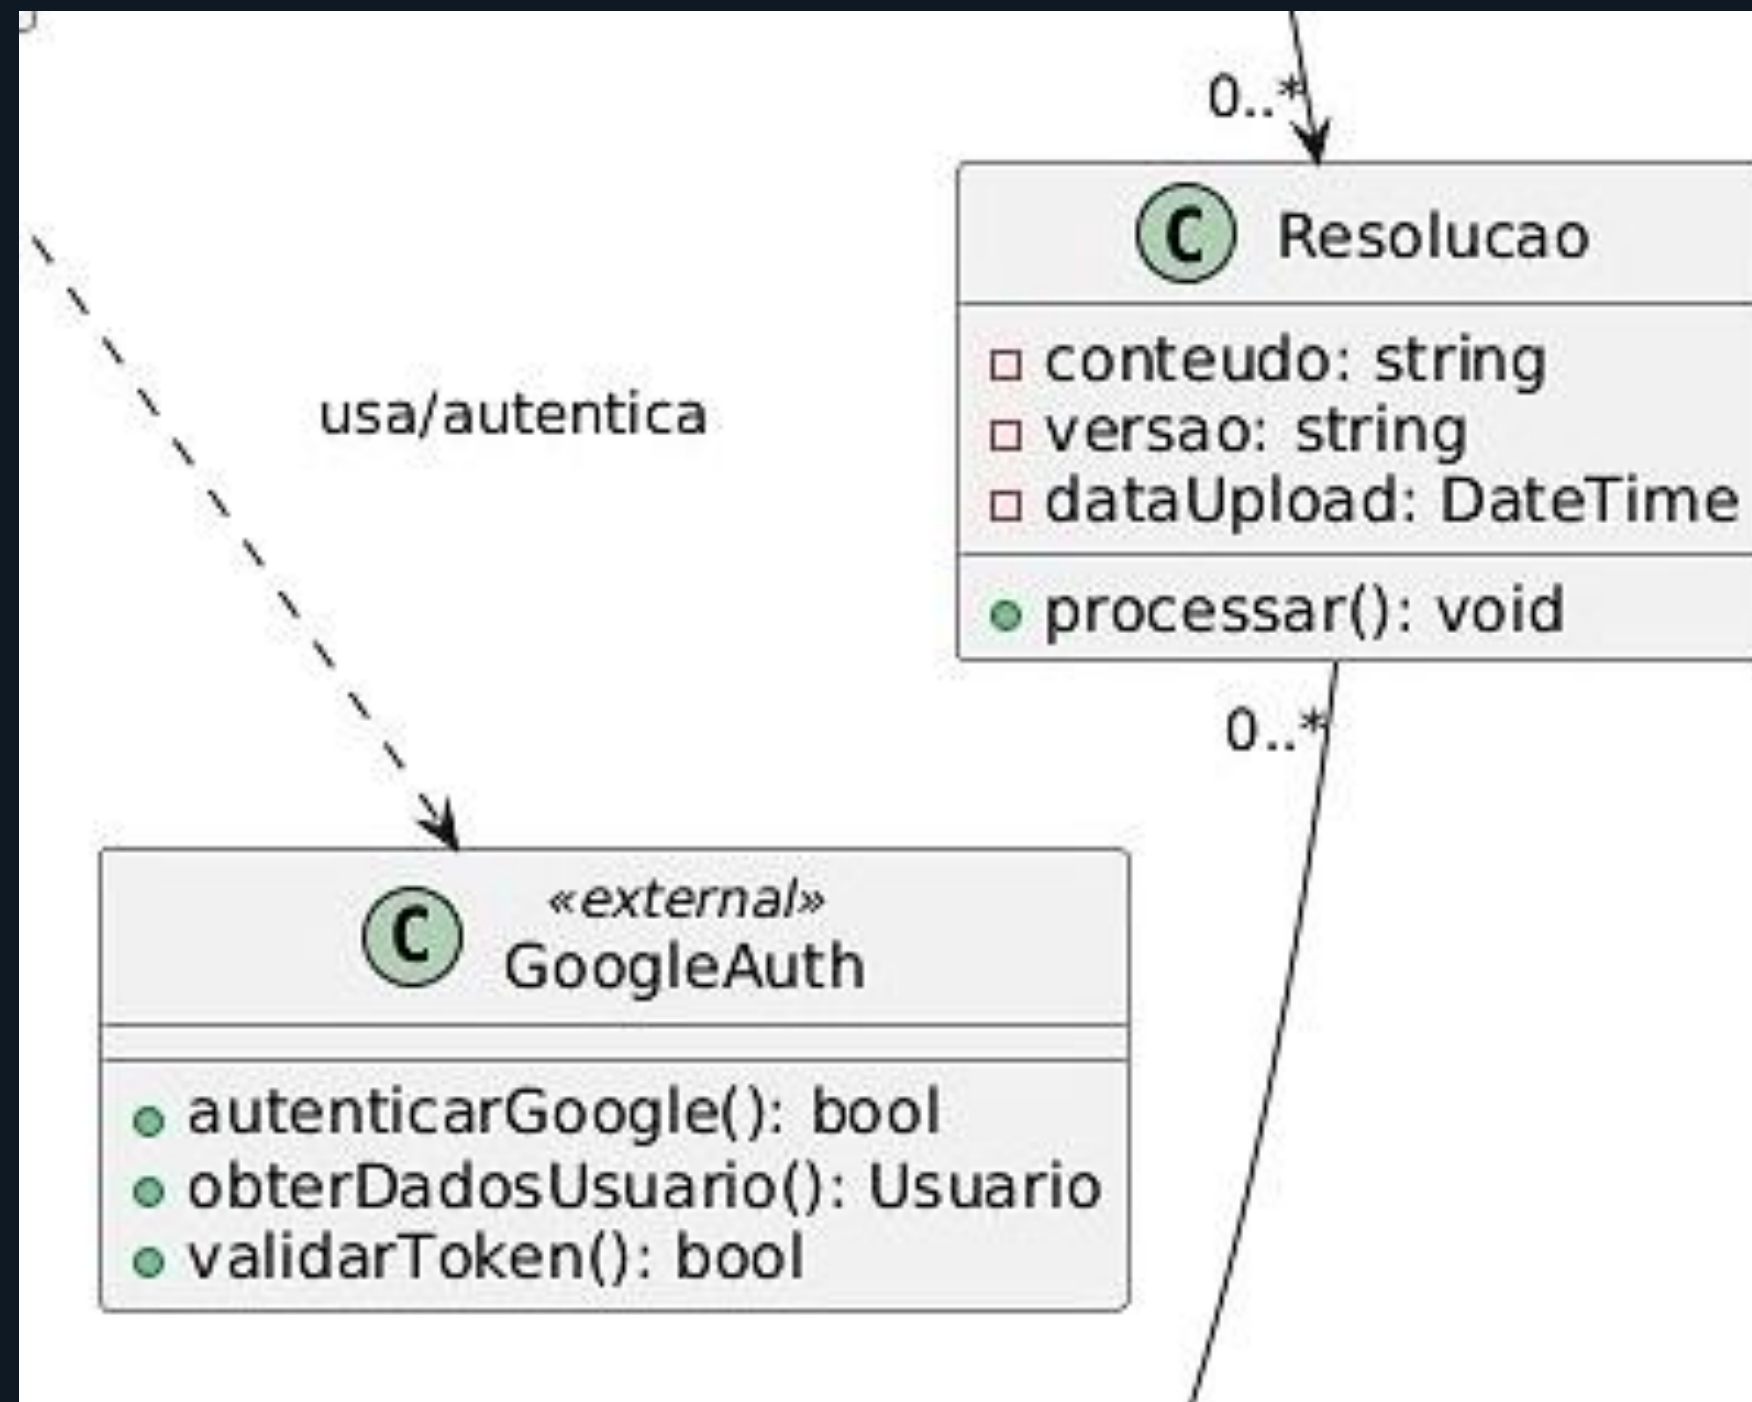 0..*
C Resolucao
conteudo: string
versao: string
dataUpload: DateTime
processar(): void
usa/autentica
0..*
C «external»
GoogleAuth
autenticarGoogle(): bool
obterDadosUsuario(): Usuario
validarToken(): bool